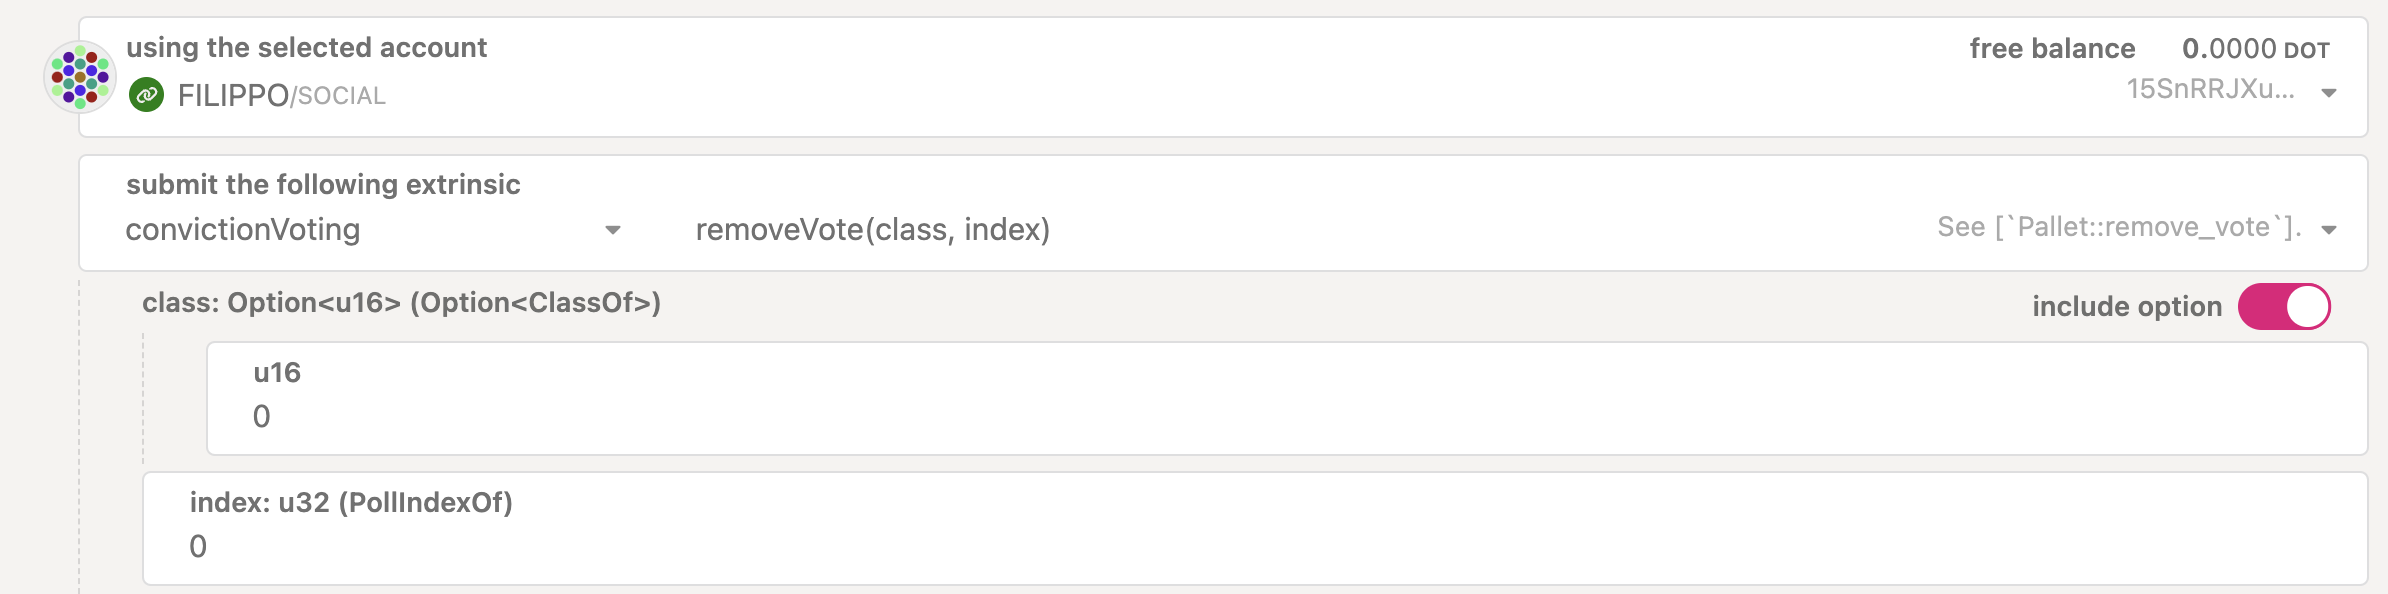 using the selected account
free balance 0.0000 DOT
FILIPPO/SOCIAL
15SnRRJXu...
submit the following extrinsic
convictionVoting
removeVote(class, index)
See [`Pallet::remove_vote`].
class: Option<u16> (Option<ClassOf>)
include option
u16
0
index: u32 (PollIndexOf)
0